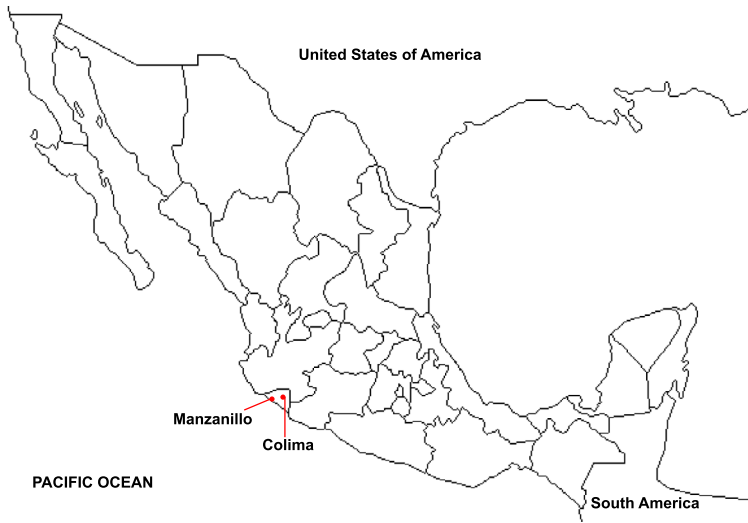 United States of America
Manzanillo
Colima
PACIFIC OCEAN
South America